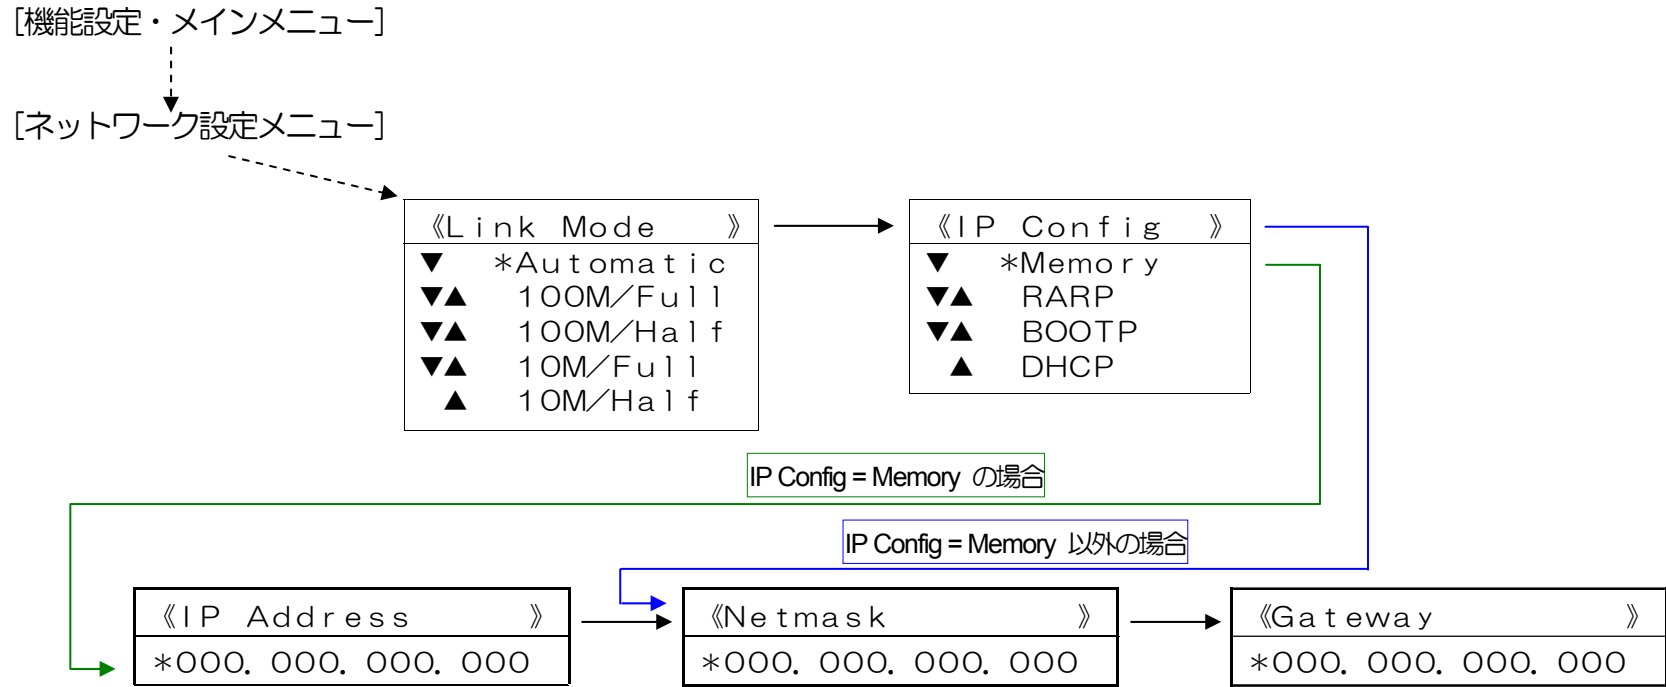 [機能設定・メインメニュー]
[ネットワーク設定メニュー]
《Link Mode 》
▼ *Automatic
▼▲ 100M/Full
▼▲ 100M/Half
▼▲ 10M/Full
▲ 10M/Half
《IP Config 》
▼ *Memory
▼▲ RARP
▼▲ BOOTP
▲ DHCP
IP Config = Memory の場合
IP Config = Memory 以外の場合
《IP Address 》
*000. 000. 000. 000
《Netmask 》
*000. 000. 000. 000
《Gateway 》
*000. 000. 000. 000